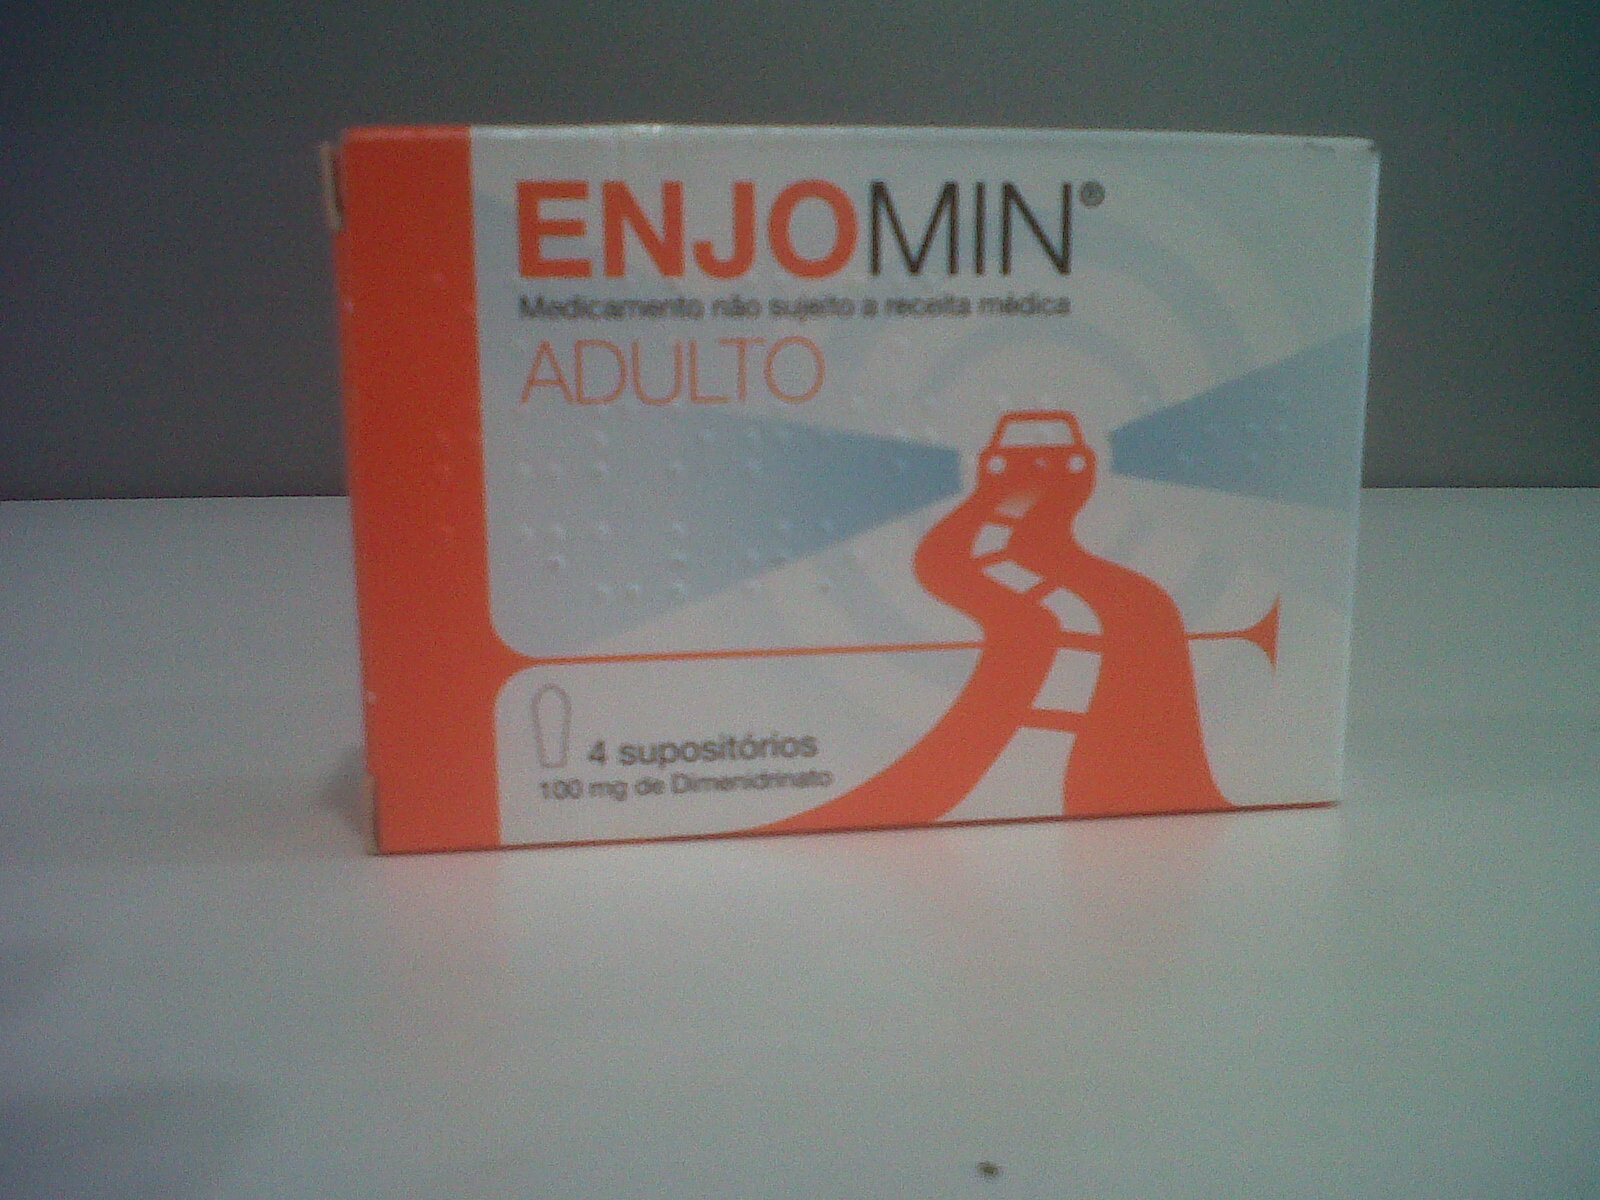 ENJOMIN®
Medicamento não sujeito a receita médica
ADULTO
4 supositórios
100 mg de Dimenidrinato